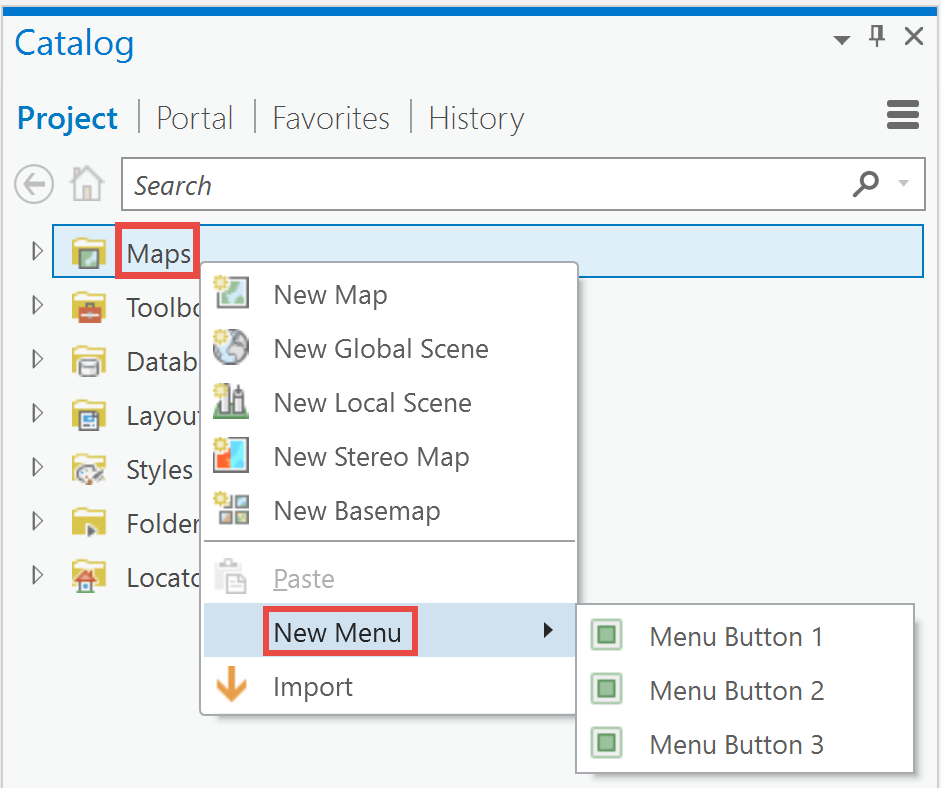 Catalog
Project Portal Favorites History
Search
Maps
New Map
Toolbo
New Global Scene
Datab
New Local Scene
Layou
New Stereo Map
Styles
New Basemap
Folder
Locato
Paste
New Menu
Menu Button 1
Import
Menu Button 2
Menu Button 3